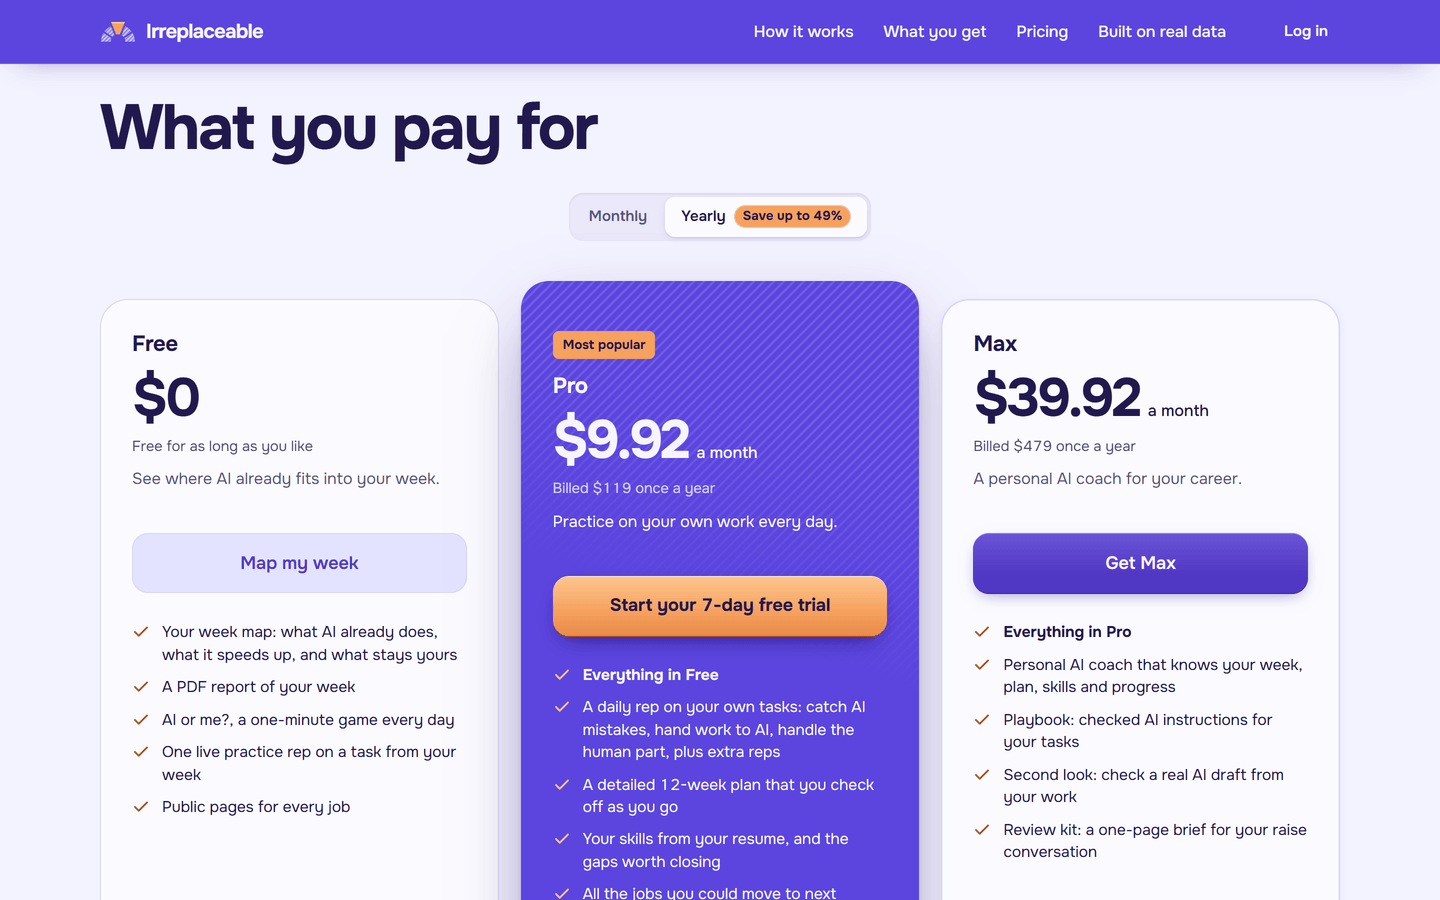 Irreplaceable
How it works
What you get
Pricing
Built on real data
Log in
What you pay for
Monthly
Yearly
Save up to 49%
Free
$0
Free for as long as you like
See where AI already fits into your week.
Map my week
Your week map: what AI already does,
what it speeds up, and what stays yours
A PDF report of your week
AI or me?, a one-minute game every day
One live practice rep on a task from your
week
Public pages for every job
Most popular
Pro
$9.92 a month
Billed $119 once a year
Practice on your own work every day.
Start your 7-day free trial
Everything in Free
A daily rep on your own tasks: catch AI
mistakes, hand work to AI, handle the
human part, plus extra reps
A detailed 12-week plan that you check
off as you go
Your skills from your resume, and the
gaps worth closing
All the jobs you could move to next
Max
$39.92 a month
Billed $479 once a year
A personal AI coach for your career.
Get Max
Everything in Pro
Personal AI coach that knows your week,
plan, skills and progress
Playbook: checked AI instructions for
your tasks
Second look: check a real AI draft from
your work
Review kit: a one-page brief for your raise
conversation